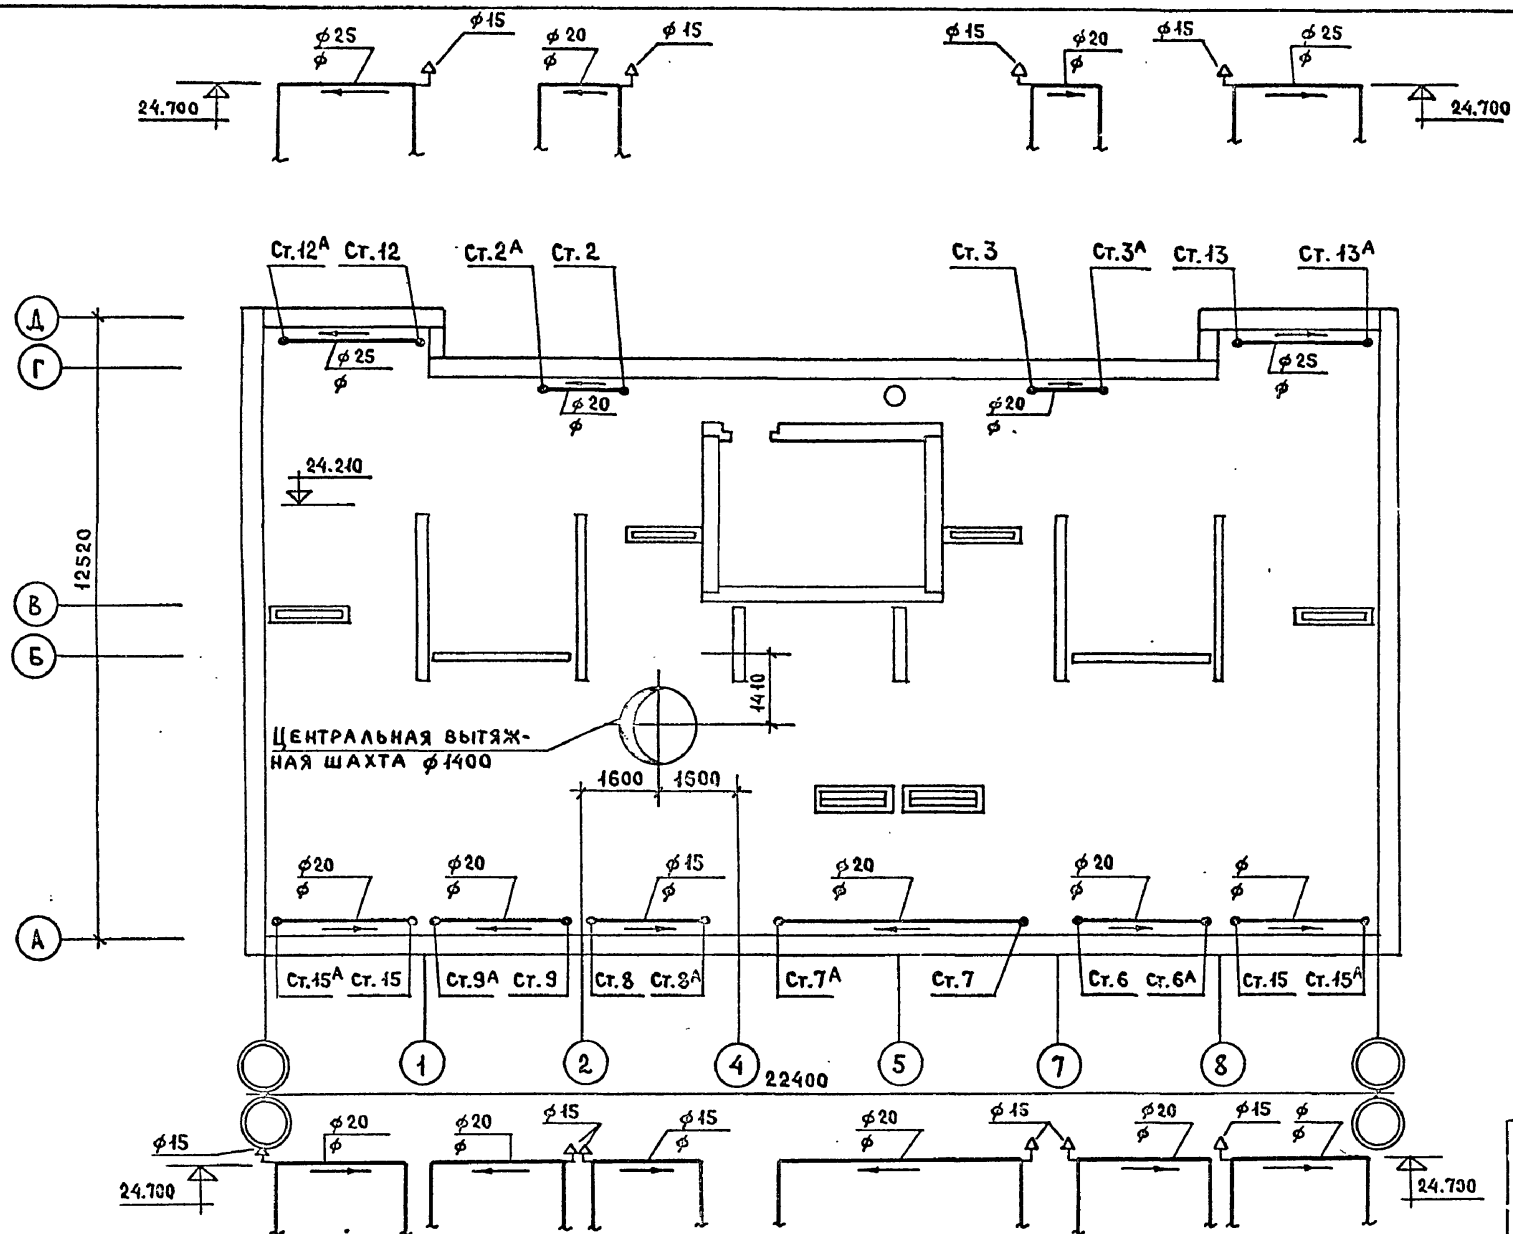 ф25 ф15 ф20 ф15 ф15 ф20 ф15 ф25
ф ф ф ф
24.700 24.700
Ст.12А Ст.12 Ст.2А Ст.2 Ст.3 Ст.3А Ст.13 Ст.13А
Д
Г
ф25 ф20 ф20 ф25
ф ф ф ф
24.210
12520
В
Б
1410
ЦЕНТРАЛЬНАЯ ВЫТЯЖ-
НАЯ ШАХТА ф1400
1600 1600
ф20 ф20 ф15 ф20 ф20 ф
ф ф ф ф ф ф
А
Ст.15А Ст.15 Ст.9А Ст.9 Ст.8 Ст.8А Ст.7А Ст.7 Ст.6 Ст.6А Ст.15 Ст.15А
1 2 4 5 7 8
22400
ф15 ф20 ф20 ф15 ф15 ф20 ф15 ф20 ф15 ф
ф ф ф ф ф ф
24.700 24.700